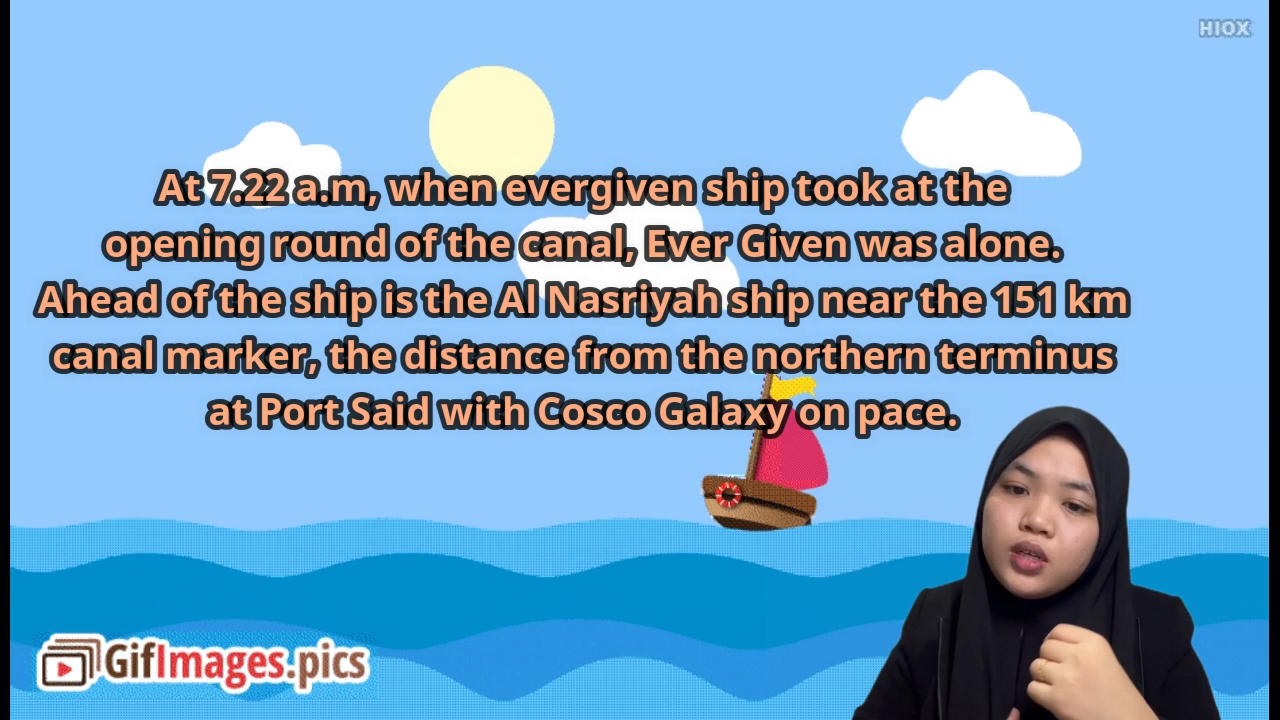 HIOX
At 7.22 a.m, when evergiven ship took at the
opening round of the canal, Ever Given was alone.
Ahead of the ship is the Al Nasriyah ship near the 151 km
canal marker, the distance from the northern terminus
at Port Said with Cosco Galaxy on pace.
GifImages.pics